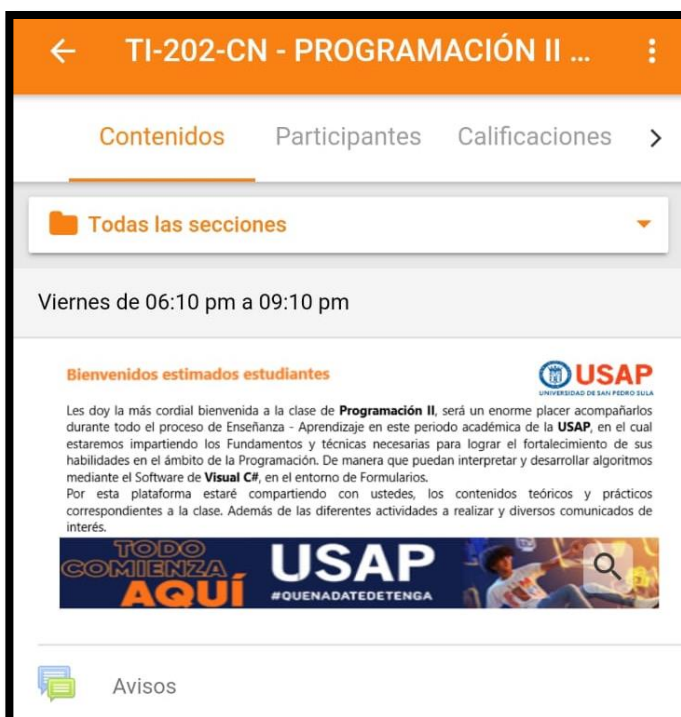 TI-202-CN - PROGRAMACIÓN II ...
Contenidos Participantes Calificaciones
Todas las secciones
Viernes de 06:10 pm a 09:10 pm
Bienvenidos estimados estudiantes
USAP
UNIVERSIDAD DE SAN PEDRO SULA
Les doy la más cordial bienvenida a la clase de Programación II, será un enorme placer acompañarlos
durante todo el proceso de Enseñanza - Aprendizaje en este periodo académica de la USAP, en el cual
estaremos impartiendo los Fundamentos y técnicas necesarias para lograr el fortalecimiento de sus
habilidades en el ámbito de la Programación. De manera que puedan interpretar y desarrollar algoritmos
mediante el Software de Visual C#, en el entorno de Formularios.
Por esta plataforma estaré compartiendo con ustedes, los contenidos teóricos y prácticos
correspondientes a la clase. Además de las diferentes actividades a realizar y diversos comunicados de
interés.
TODO
COMIENZA
AQUÍ
USAP
#QUENADATEDETENGA
Avisos